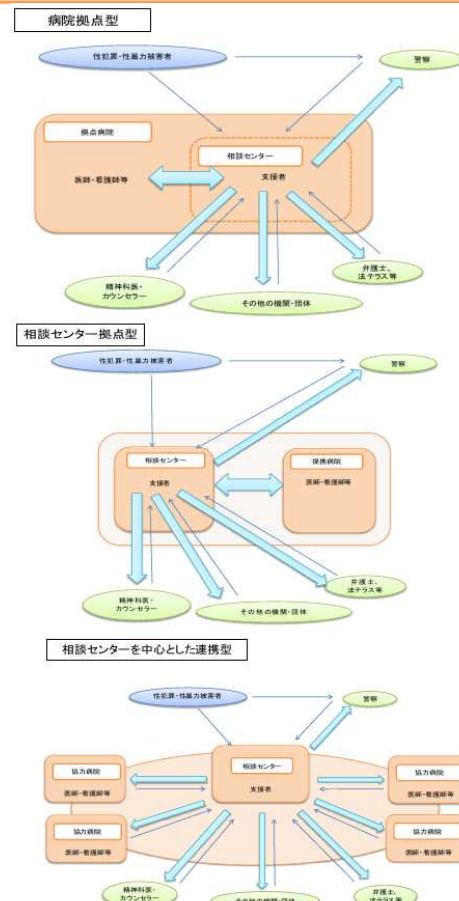 病院拠点型
性犯罪・性暴力被害者
警察
拠点病院
相談センター
医師・看護師等
支援者
精神科医・
カウンセラー
その他の機関・団体
弁護士、
法テラス等
相談センター拠点型
性犯罪・性暴力被害者
警察
相談センター
提携病院
支援者
医師・看護師等
精神科医・
カウンセラー
その他の機関・団体
弁護士、
法テラス等
相談センターを中心とした連携型
性犯罪・性暴力被害者
警察
相談センター
支援者
協力病院
医師・看護師等
協力病院
医師・看護師等
協力病院
医師・看護師等
協力病院
医師・看護師等
精神科医・
カウンセラー
その他の機関・団体
弁護士、
法テラス等